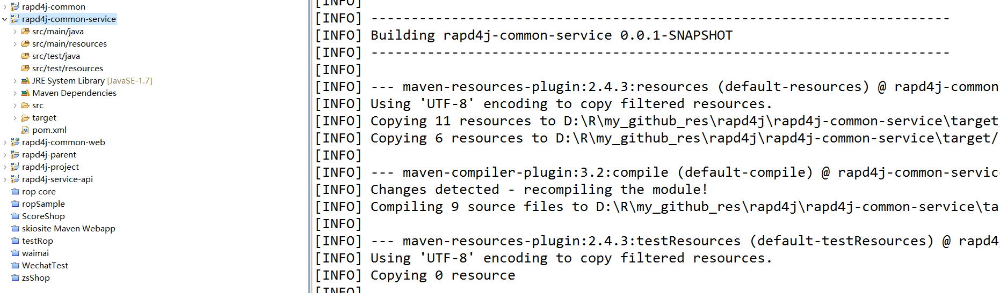 rapd4j-common
rapd4j-common-service
src/main/java
src/main/resources
src/test/java
src/test/resources
JRE System Library [JavaSE-1.7]
Maven Dependencies
src
target
pom.xml
rapd4j-common-web
rapd4j-parent
rapd4j-project
rapd4j-service-api
rop core
ropSample
ScoreShop
skiosite Maven Webapp
testRop
waimai
WechatTest
zsShop
[INFO]
[INFO] ------------------------------------------------------------------------
[INFO] Building rapd4j-common-service 0.0.1-SNAPSHOT
[INFO] ------------------------------------------------------------------------
[INFO]
[INFO] --- maven-resources-plugin:2.4.3:resources (default-resources) @ rapd4j-common
[INFO] Using 'UTF-8' encoding to copy filtered resources.
[INFO] Copying 11 resources to D:\R\my_github_res\rapd4j\rapd4j-common-service\target
[INFO] Copying 6 resources to D:\R\my_github_res\rapd4j\rapd4j-common-service\target/
[INFO]
[INFO] --- maven-compiler-plugin:3.2:compile (default-compile) @ rapd4j-common-servic
[INFO] Changes detected - recompiling the module!
[INFO] Compiling 9 source files to D:\R\my_github_res\rapd4j\rapd4j-common-service\ta
[INFO]
[INFO] --- maven-resources-plugin:2.4.3:testResources (default-testResources) @ rapd4
[INFO] Using 'UTF-8' encoding to copy filtered resources.
[INFO] Copying 0 resource
[INFO]